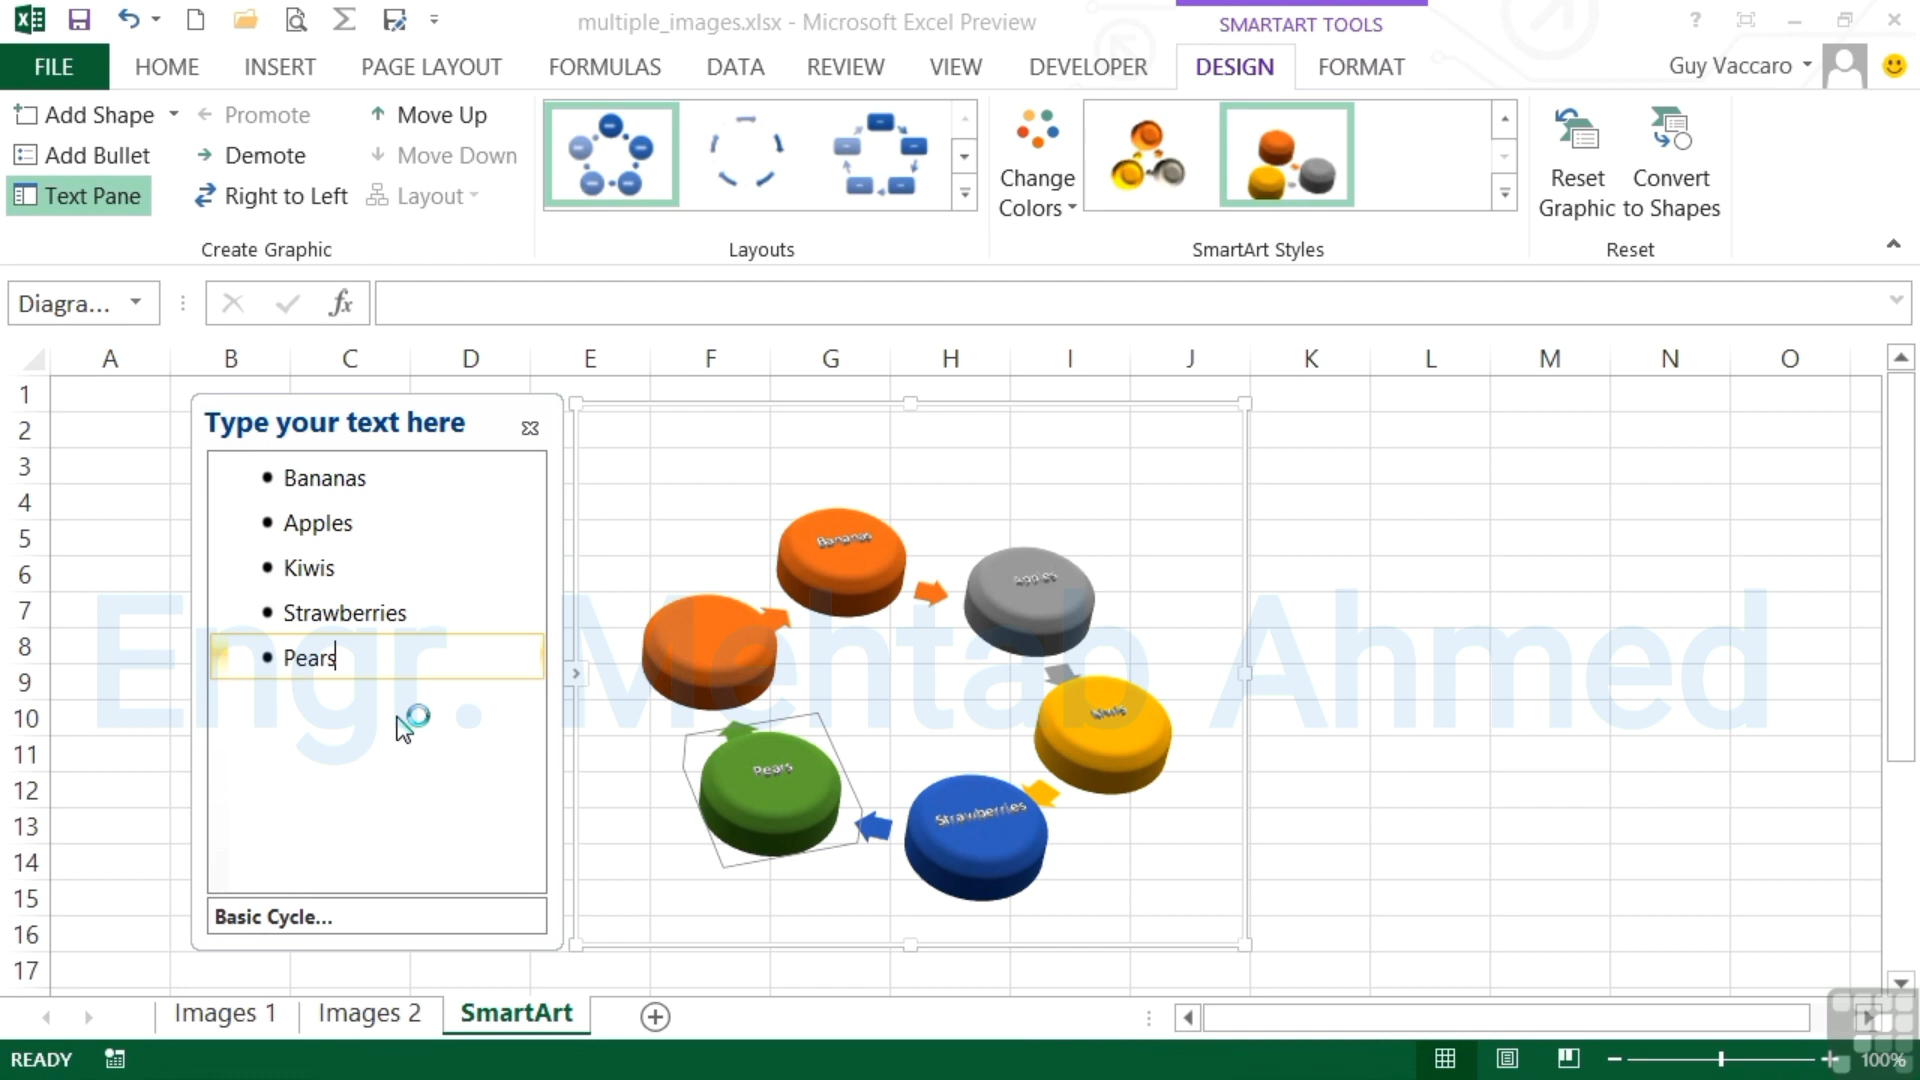 multiple_images.xlsx - Microsoft Excel Preview
SMARTART TOOLS
?
FILE
HOME
INSERT
PAGE LAYOUT
FORMULAS
DATA
REVIEW
VIEW
DEVELOPER
DESIGN
FORMAT
Guy Vaccaro
Add Shape
Promote
Move Up
Add Bullet
Demote
Move Down
Text Pane
Right to Left
Layout
Create Graphic
Layouts
Change
Colors
SmartArt Styles
Reset
Graphic
Convert
to Shapes
Reset
Diagra...
fx
A B C D E F G H I J K L M N O
1
2
3
4
5
6
7
8
9
10
11
12
13
14
15
16
17
Type your text here
Bananas
Apples
Kiwis
Strawberries
Pears
Basic Cycle...
Bananas
Apples
Strawberries
Pears
Engr. Mehtab Ahmed
Images 1
Images 2
SmartArt
READY
100%